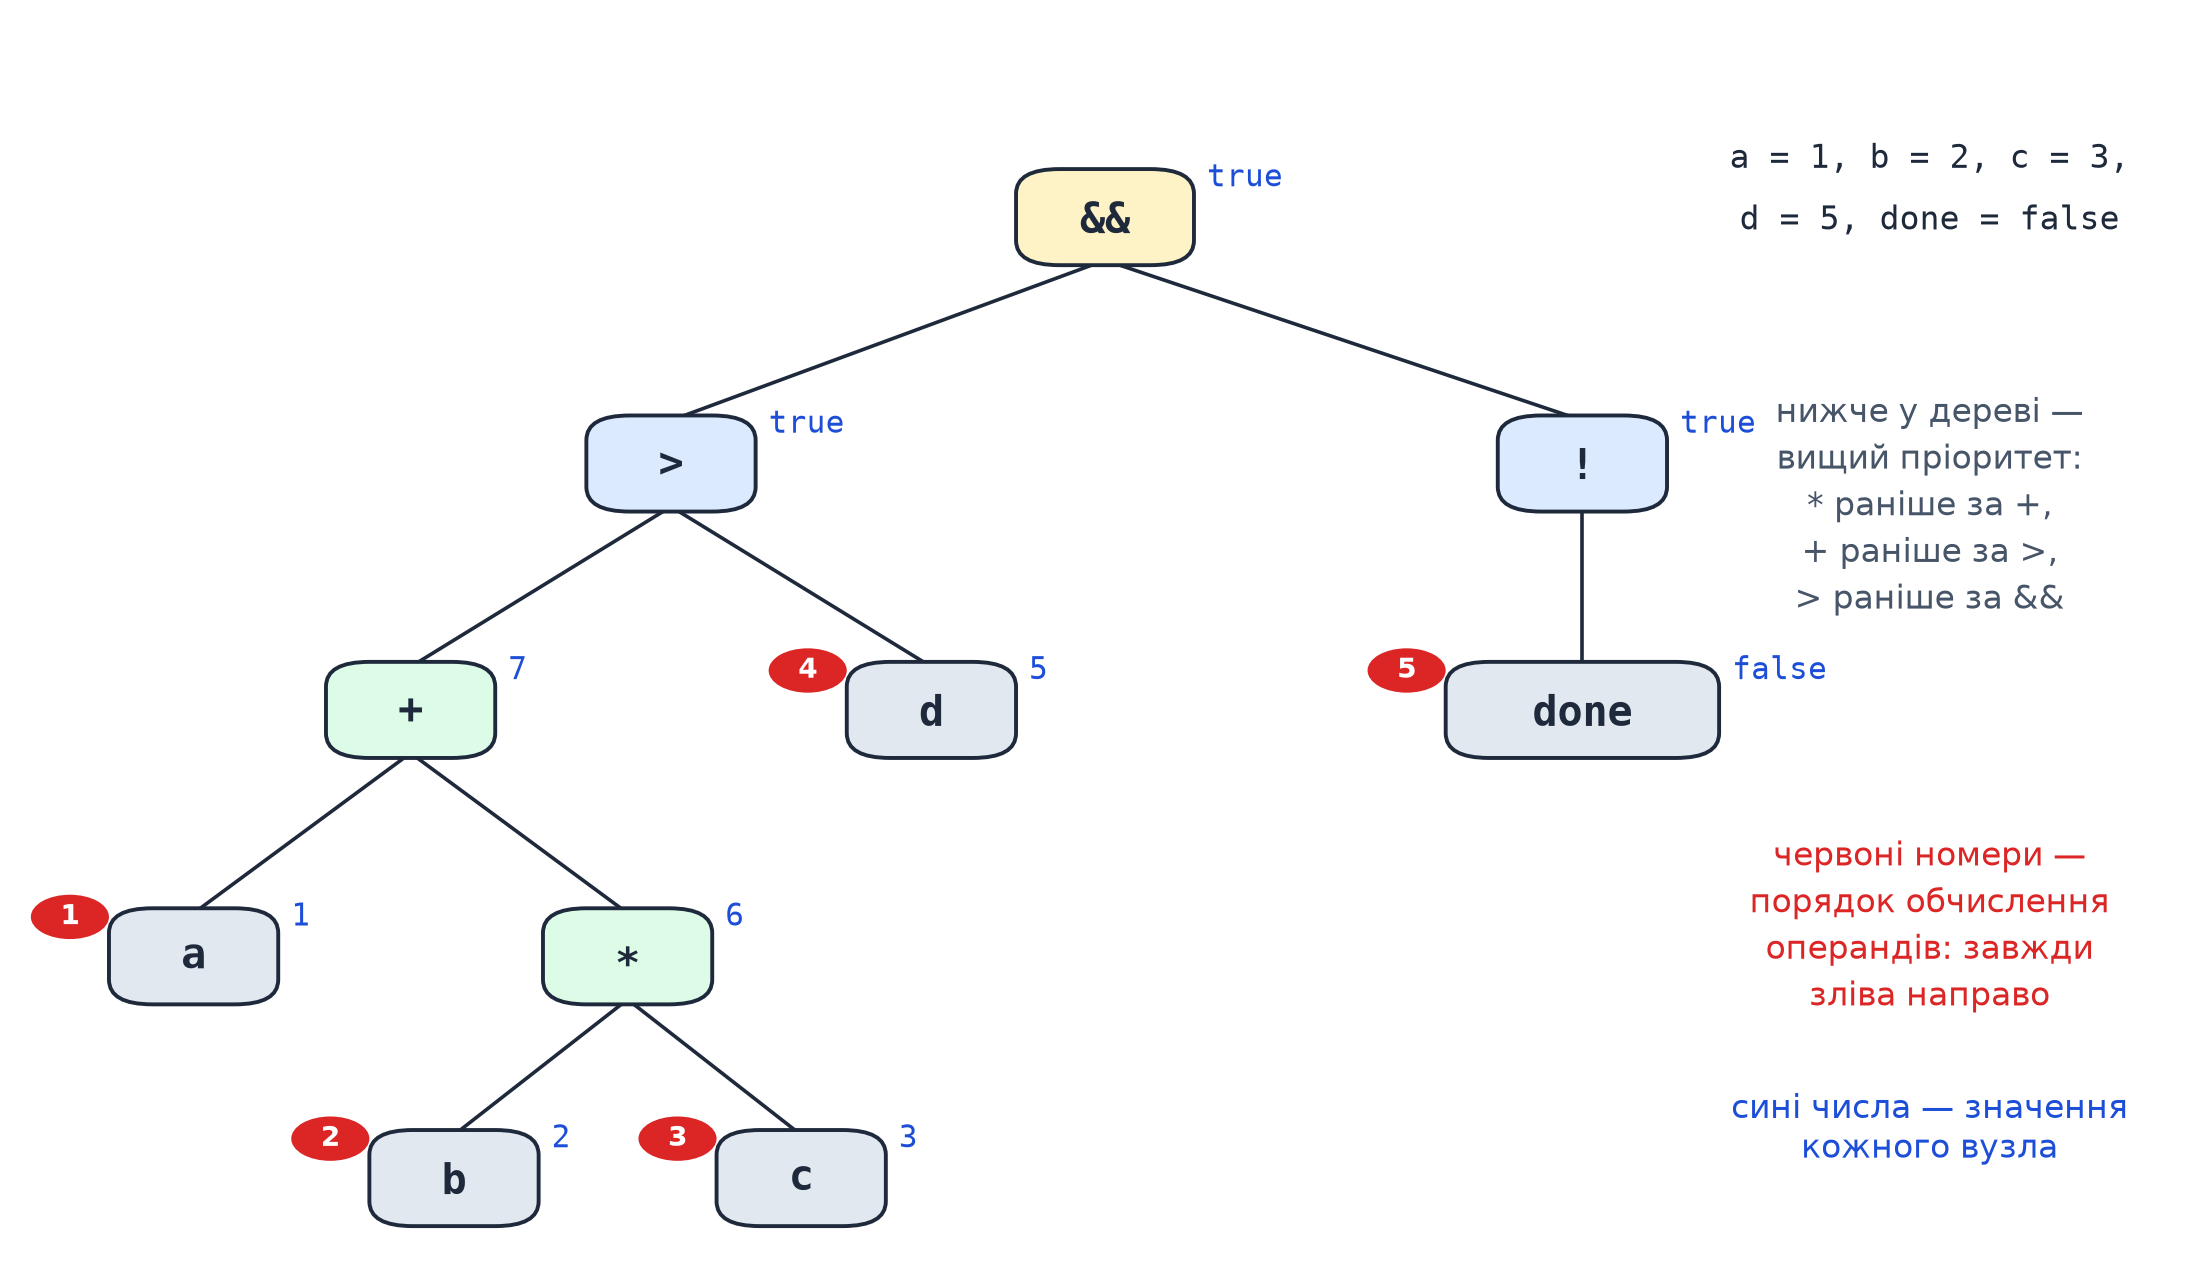 a = 1, b = 2, c = 3,
d = 5, done = false
&& true
> true
! true
нижче у дереві —
вищий пріоритет:
* раніше за +,
+ раніше за >,
> раніше за &&
+ 7
4 d 5
5 done false
червоні номери —
порядок обчислення
операндів: завжди
зліва направо
1 a 1
* 6
2 b 2
3 c 3
сині числа — значення
кожного вузла